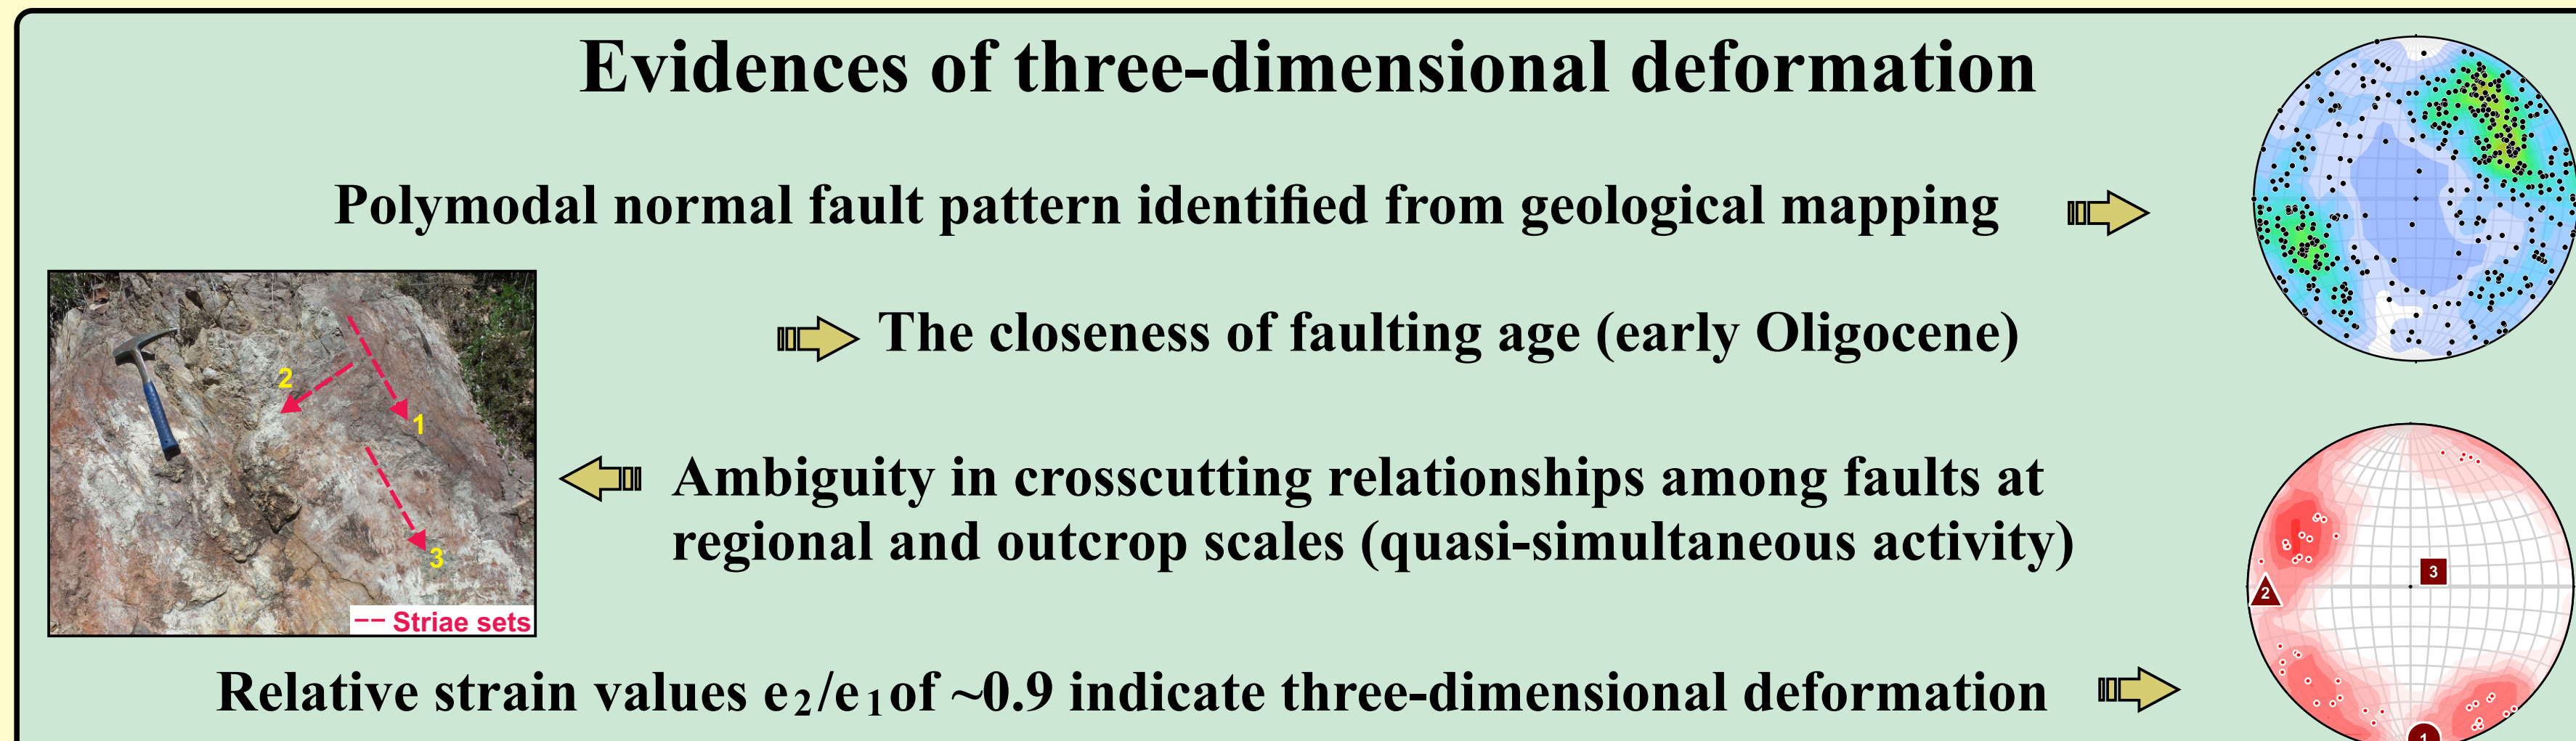 Evidences of three-dimensional deformation
Polymodal normal fault pattern identified from geological mapping
The closeness of faulting age (early Oligocene)
2
1
3
-- Striae sets
Ambiguity in crosscutting relationships among faults at
regional and outcrop scales (quasi-simultaneous activity)
3
2
1
Relative strain values e₂/e₁of ~0.9 indicate three-dimensional deformation